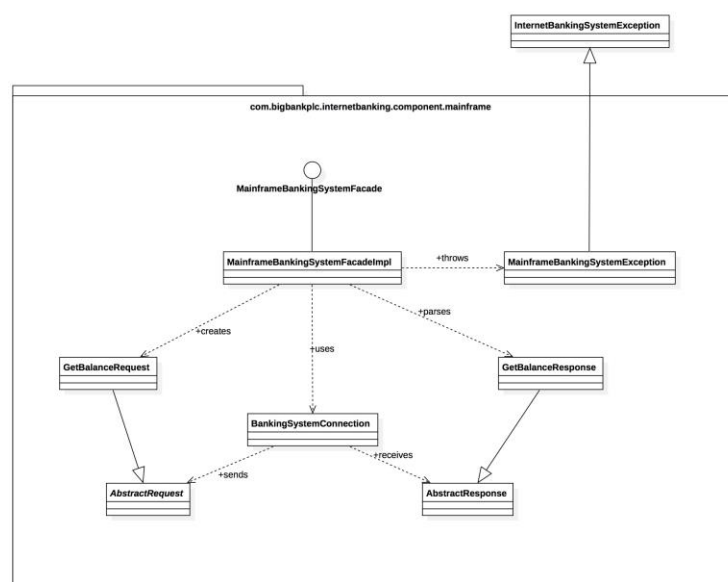 InternetBankingSystemException
com.bigbankplc.internetbanking.component.mainframe
MainframeBankingSystemFacade
MainframeBankingSystemFacadeImpl
+throws
MainframeBankingSystemException
+creates
+uses
+parses
GetBalanceRequest
GetBalanceResponse
BankingSystemConnection
+sends
+receives
AbstractRequest
AbstractResponse